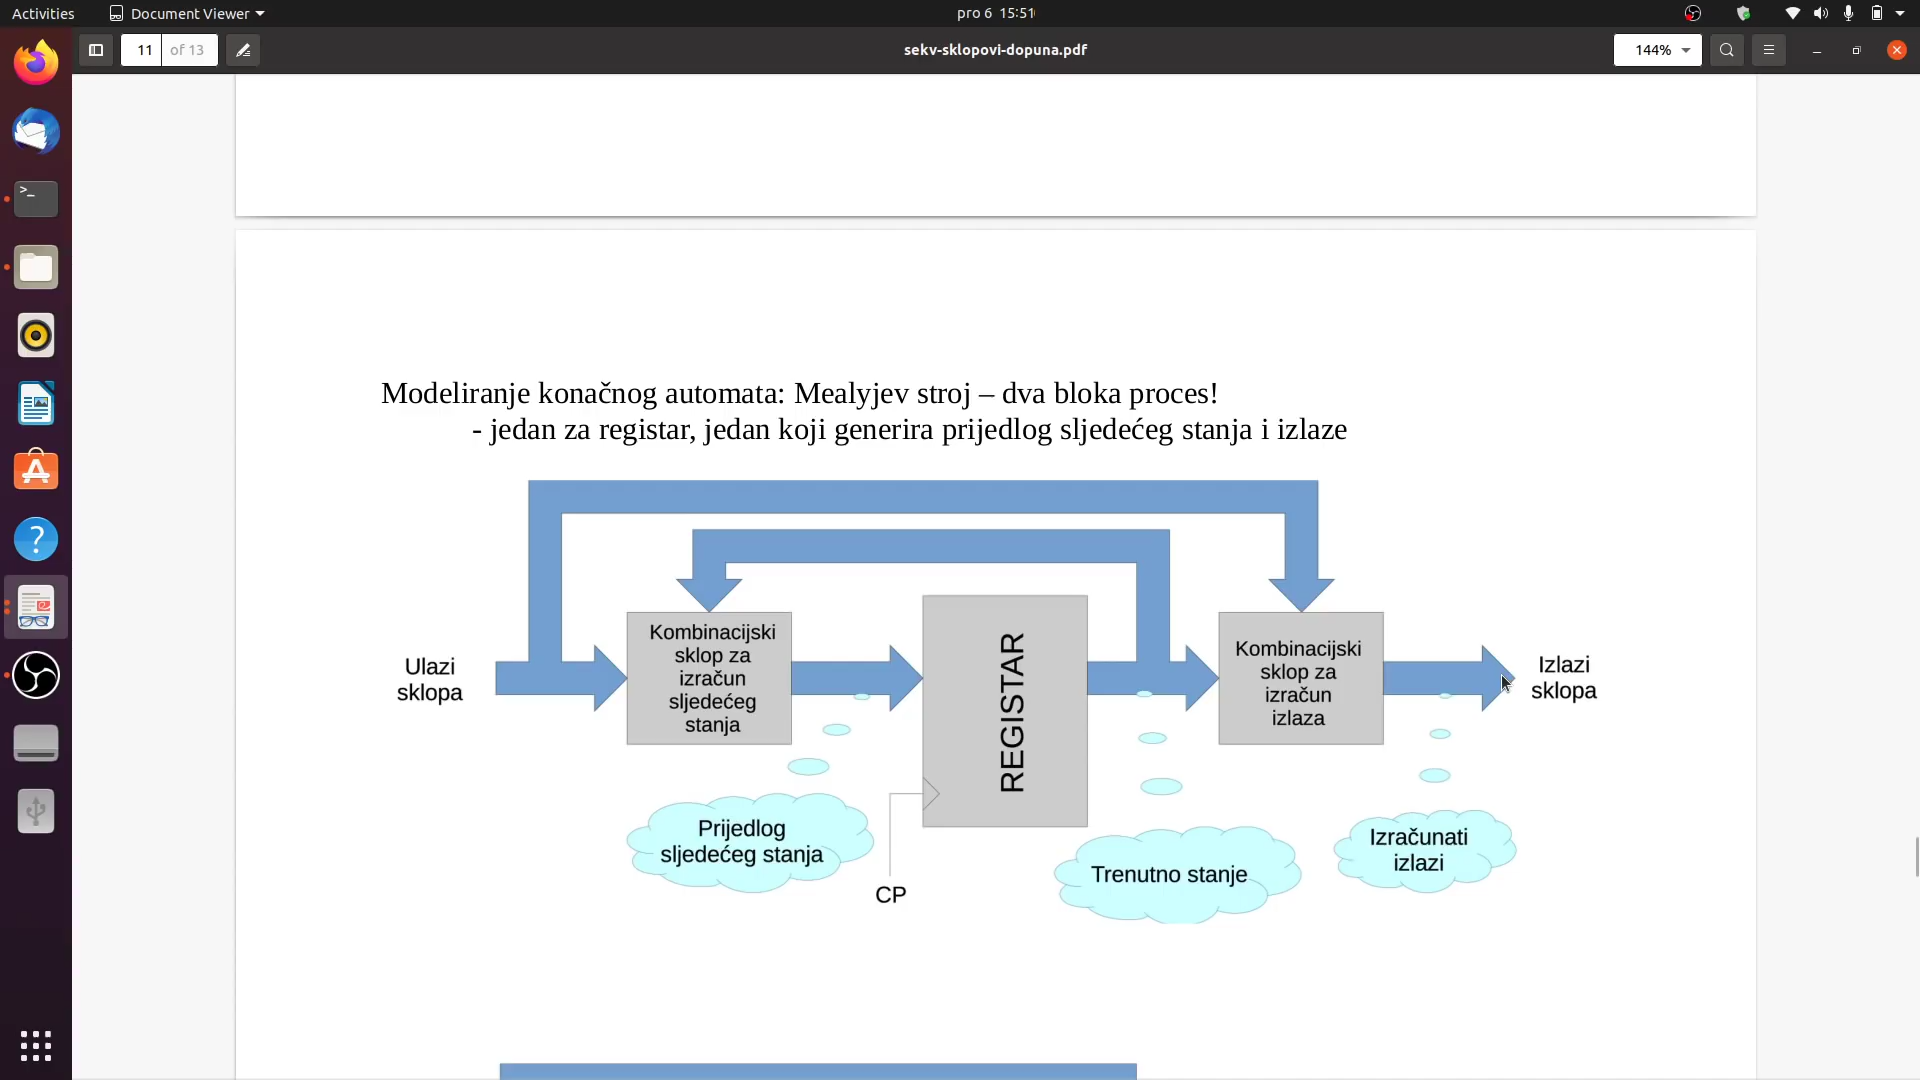 Activities
Document Viewer
pro 6 15:51
11 of 13
sekv-sklopovi-dopuna.pdf
144%
Modeliranje konačnog automata: Mealyjev stroj – dva bloka proces!
- jedan za registar, jedan koji generira prijedlog sljedećeg stanja i izlaze
Ulazi
sklopa
Kombinacijski
sklop za
izračun
sljedećeg
stanja
REGISTAR
Kombinacijski
sklop za
izračun
izlaza
Izlazi
sklopa
Prijedlog
sljedećeg stanja
CP
Trenutno stanje
Izračunati
izlazi